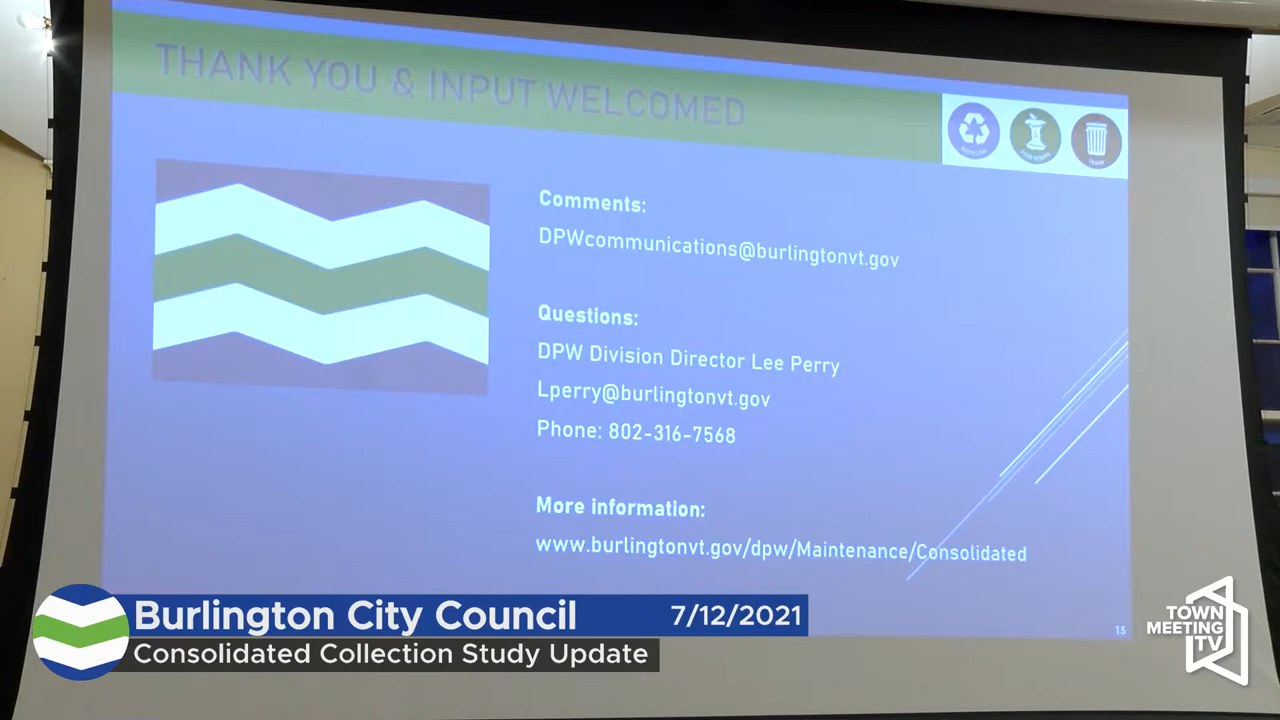 THANK YOU & INPUT WELCOMED
Comments:
DPWcommunications@burlingtonvt.gov
Questions:
DPW Division Director Lee Perry
Lperry@burlingtonvt.gov
Phone: 802-316-7568
More information:
www.burlingtonvt.gov/dpw/Maintenance/Consolidated
15
Burlington City Council
7/12/2021
Consolidated Collection Study Update
TOWN
MEETING
TV